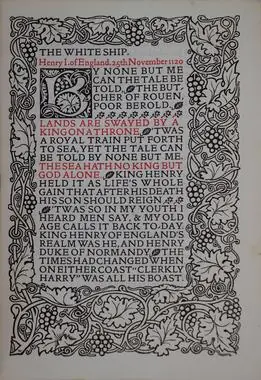 THE WHITE SHIP.
Henry I. of England, 25th November 1120
BY NONE BUT ME
CAN THE TALE BE
TOLD, THE BUT-
CHER OF ROUEN,
POOR BEROLD.
LANDS ARE SWAYED BY A
KING ON A THRONE. 'TWAS
A ROYAL TRAIN PUT FORTH
TO SEA, YET THE TALE CAN
BE TOLD BY NONE BUT ME.
THE SEA HATH NO KING BUT
GOD ALONE. KING HENRY
HELD IT AS LIFE'S WHOLE
GAIN THAT AFTER HIS DEATH
HIS SON SHOULD REIGN.
'TWAS SO IN MY YOUTH I
HEARD MEN SAY, & MY OLD
AGE CALLS IT BACK TO-DAY.
KING HENRY OF ENGLAND'S
REALM WAS HE, AND HENRY
DUKE OF NORMANDY. THE
TIMES HAD CHANGED WHEN
ON EITHER COAST "CLERKLY
HARRY" WAS ALL HIS BOAST